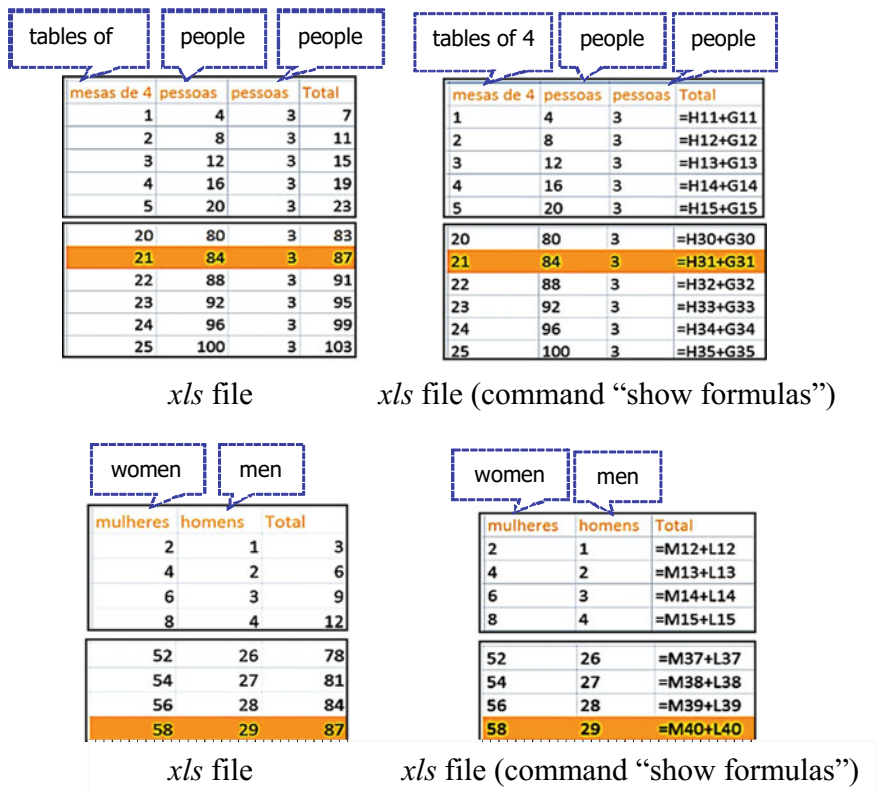 tables of people people tables of 4 people people
mesas de 4 pessoas pessoas Total
1 4 3 7
2 8 3 11
3 12 3 15
4 16 3 19
5 20 3 23
20 80 3 83
21 84 3 87
22 88 3 91
23 92 3 95
24 96 3 99
25 100 3 103
mesas de 4 pessoas pessoas Total
1 4 3 =H11+G11
2 8 3 =H12+G12
3 12 3 =H13+G13
4 16 3 =H14+G14
5 20 3 =H15+G15
20 80 3 =H30+G30
21 84 3 =H31+G31
22 88 3 =H32+G32
23 92 3 =H33+G33
24 96 3 =H34+G34
25 100 3 =H35+G35
xls file xls file (command “show formulas”)
women men women men
mulheres homens Total
2 1 3
4 2 6
6 3 9
8 4 12
52 26 78
54 27 81
56 28 84
58 29 87
mulheres homens Total
2 1 =M12+L12
4 2 =M13+L13
6 3 =M14+L14
8 4 =M15+L15
52 26 =M37+L37
54 27 =M38+L38
56 28 =M39+L39
58 29 =M40+L40
xls file xls file (command “show formulas”)